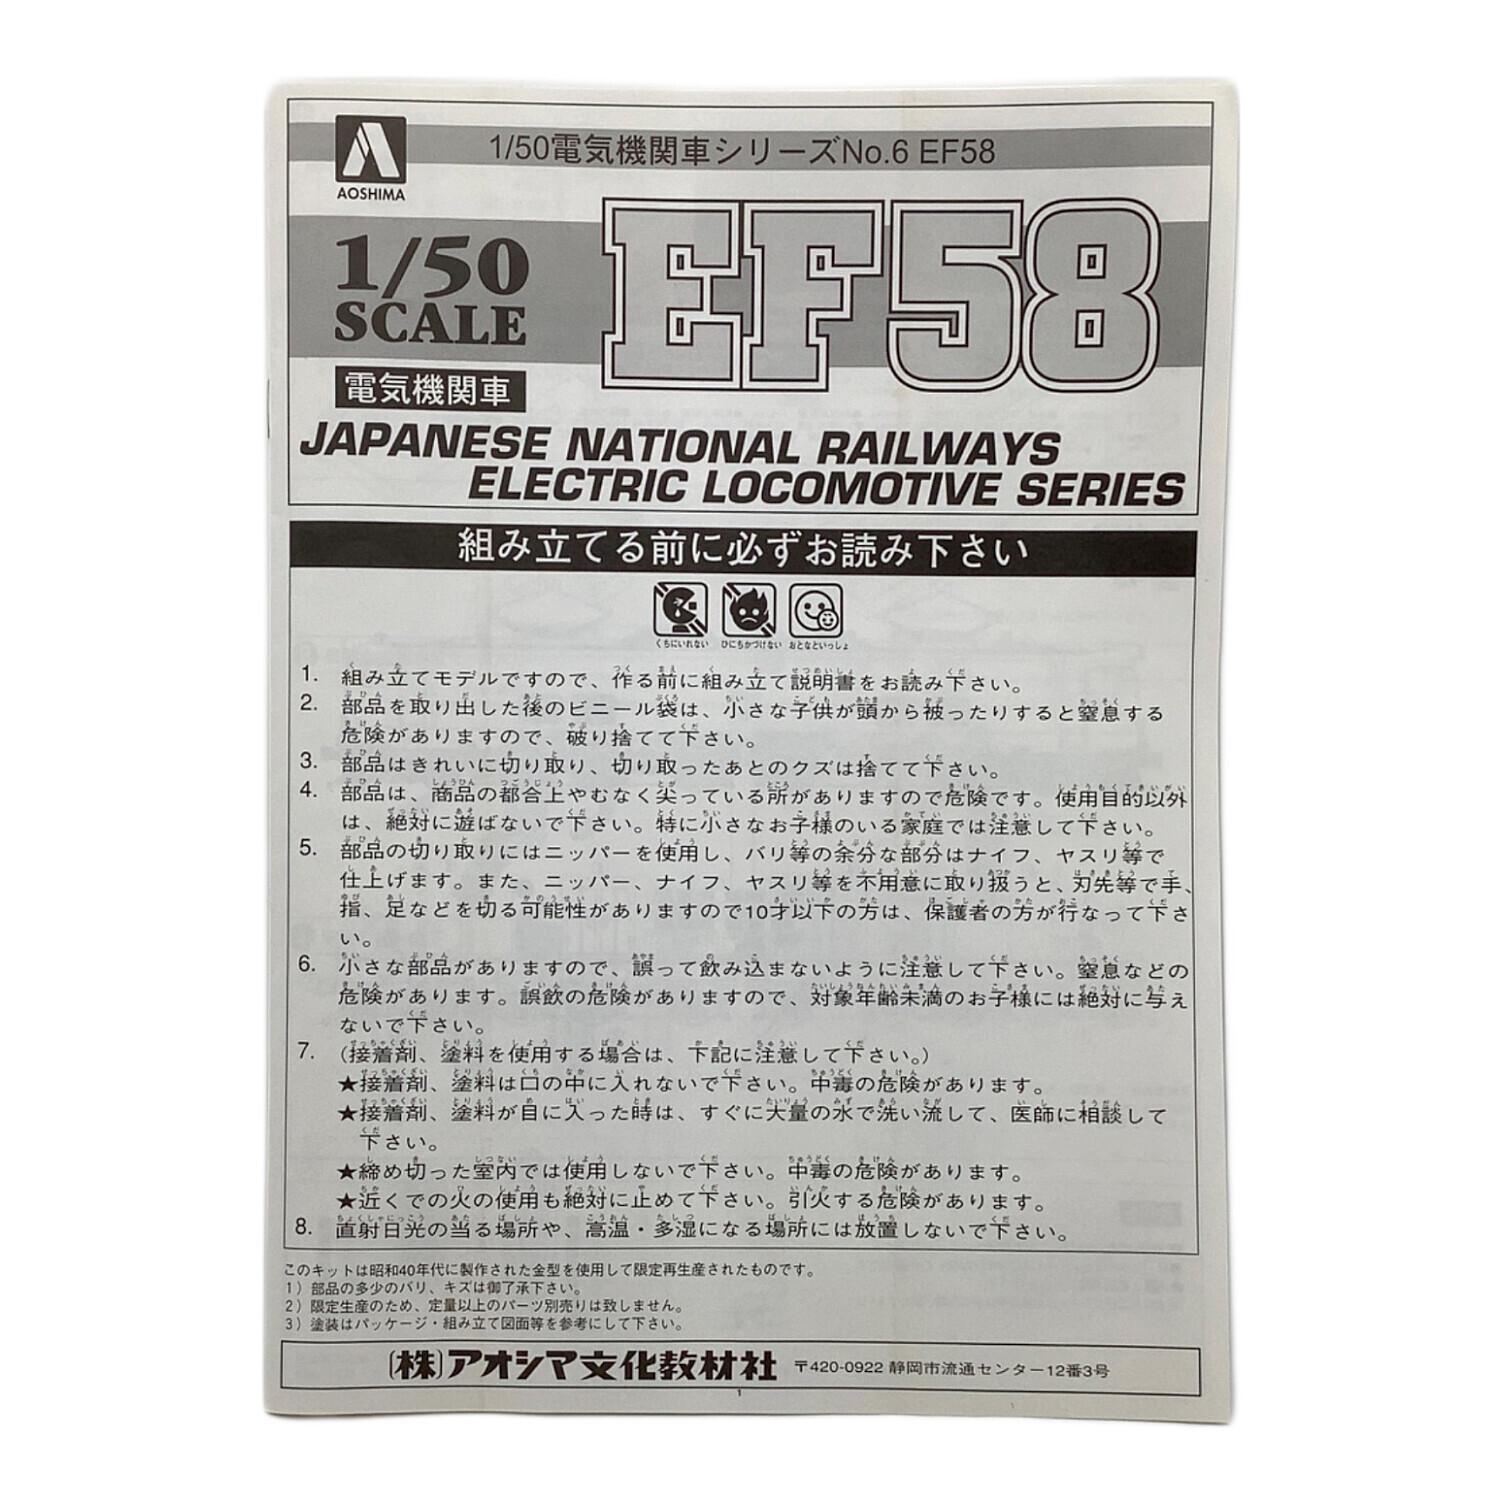 1/50電気機関車シリーズNo.6 EF58
AOSHIMA
1/50
SCALE
EF58
電気機関車
JAPANESE NATIONAL RAILWAYS
ELECTRIC LOCOMOTIVE SERIES
組み立てる前に必ずお読み下さい
くちにいれない ひにちかづけない おとなといっしょ
1. 組み立てモデルですので、作る前に組み立て説明書をお読み下さい。
2. 部品を取り出した後のビニール袋は、小さな子供が頭から被ったりすると窒息する
危険がありますので、破り捨てて下さい。
3. 部品はきれいに切り取り、切り取ったあとのクズは捨てて下さい。
4. 部品は、商品の都合上やむなく尖っている所がありますので危険です。使用目的以外
は、絶対に遊ばないで下さい。特に小さなお子様のいる家庭では注意して下さい。
5. 部品の切り取りにはニッパーを使用し、バリ等の余分な部分はナイフ、ヤスリ等で
仕上げます。また、ニッパー、ナイフ、ヤスリ等を不用意に取り扱うと、刃先等で手、
指、足などを切る可能性がありますので10才以下の方は、保護者の方が行なって下さ
い。
6. 小さな部品がありますので、誤って飲み込まないように注意して下さい。窒息などの
危険があります。誤飲の危険がありますので、対象年齢未満のお子様には絶対に与え
ないで下さい。
7. (接着剤、塗料を使用する場合は、下記に注意して下さい。)
★接着剤、塗料は口の中に入れないで下さい。中毒の危険があります。
★接着剤、塗料が目に入った時は、すぐに大量の水で洗い流して、医師に相談して
下さい。
★締め切った室内では使用しないで下さい。中毒の危険があります。
★近くでの火の使用も絶対に止めて下さい。引火する危険があります。
8. 直射日光の当る場所や、高温・多湿になる場所には放置しないで下さい。
このキットは昭和40年代に製作された金型を使用して限定再生産されたものです。
1）部品の多少のバリ、キズは御了承下さい。
2）限定生産のため、定量以上のパーツ別売りは致しません。
3）塗装はパッケージ・組み立て図面等を参考にして下さい。
(株)アオシマ文化教材社 〒420-0922 静岡市流通センター12番3号
1